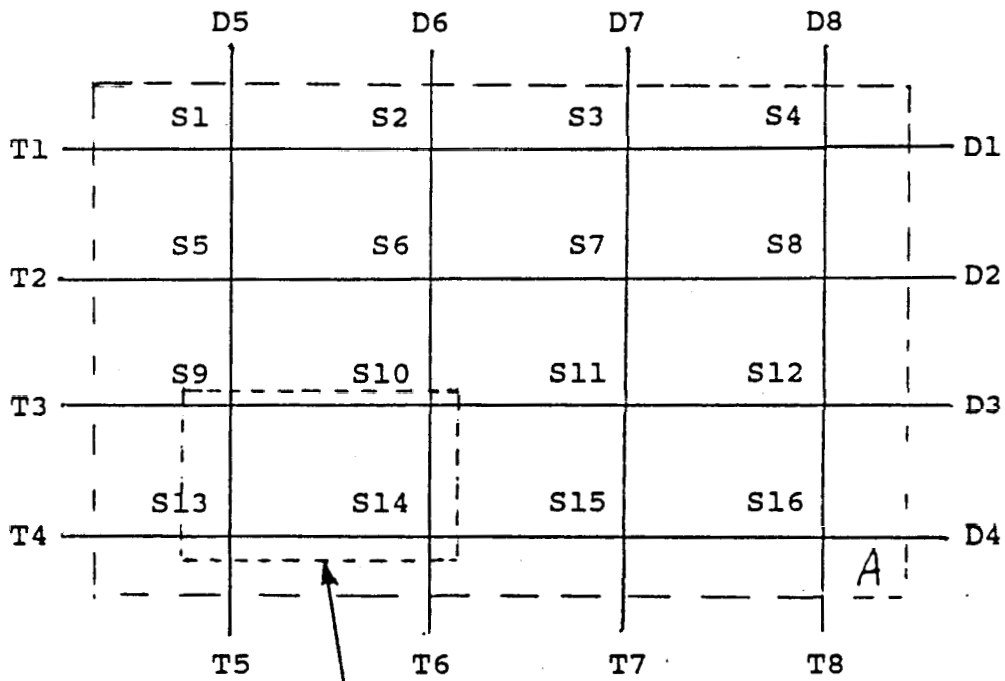 D5 D6 D7 D8
S1 S2 S3 S4
T1 D1
S5 S6 S7 S8
T2 D2
S9 S10 S11 S12
T3 D3
S13 S14 S15 S16
T4 D4
A
T5 T6 T7 T8